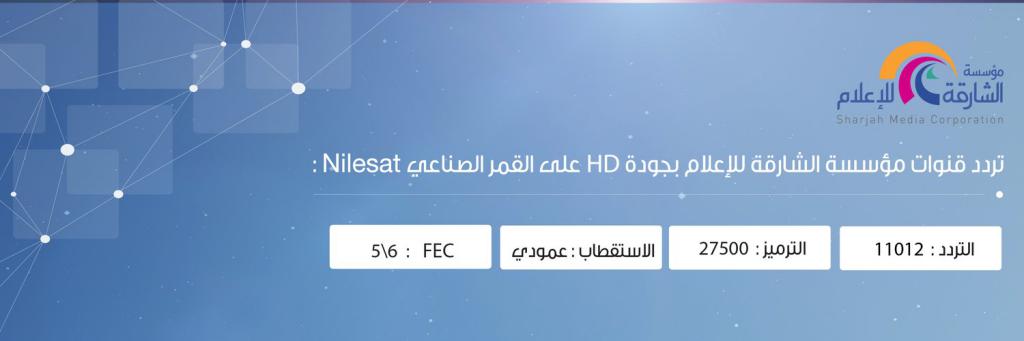 مؤسسة
الشارقة للإعلام
Sharjah Media Corporation
تردد قنوات مؤسسة الشارقة للإعلام بجودة HD على القمر الصناعي Nilesat :
التردد : 11012
الترميز : 27500
الاستقطاب : عمودي
FEC : 5\6